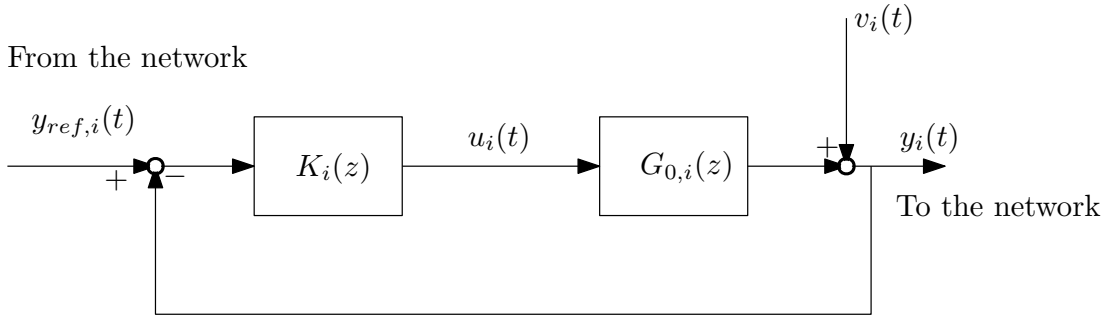 v_i(t)
From the network
y_{ref,i}(t)
u_i(t)
y_i(t)
+
+
−
K_i(z)
G_{0,i}(z)
To the network